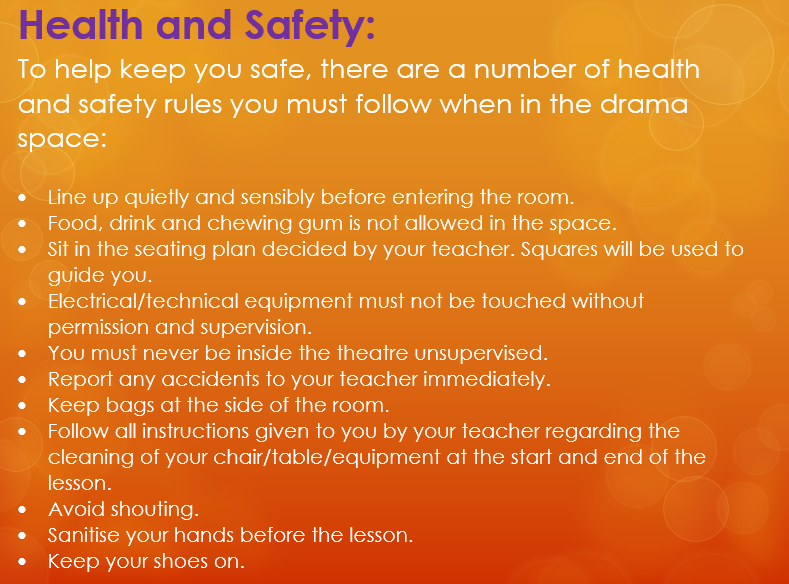 Health and Safety:
To help keep you safe, there are a number of health
and safety rules you must follow when in the drama
space:
• Line up quietly and sensibly before entering the room.
• Food, drink and chewing gum is not allowed in the space.
• Sit in the seating plan decided by your teacher. Squares will be used to
guide you.
• Electrical/technical equipment must not be touched without
permission and supervision.
• You must never be inside the theatre unsupervised.
• Report any accidents to your teacher immediately.
• Keep bags at the side of the room.
• Follow all instructions given to you by your teacher regarding the
cleaning of your chair/table/equipment at the start and end of the
lesson.
• Avoid shouting.
• Sanitise your hands before the lesson.
• Keep your shoes on.